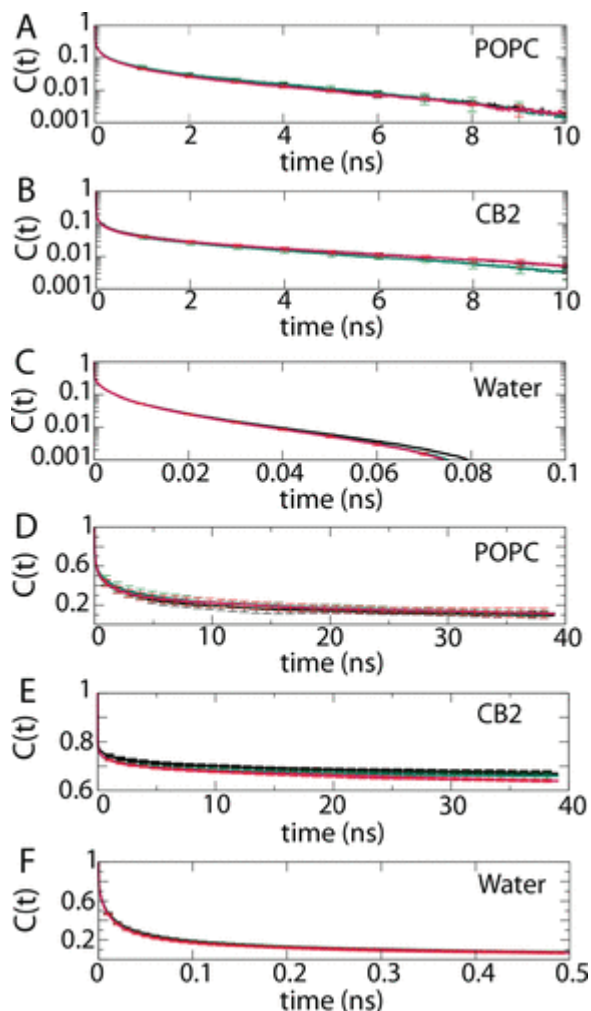 A
C(t)
1
0.1
0.01
0.001
POPC
0 2 4 6 8 10
time (ns)
B
C(t)
1
0.1
0.01
0.001
CB2
0 2 4 6 8 10
time (ns)
C
C(t)
1
0.1
0.01
0.001
Water
0 0.02 0.04 0.06 0.08 0.1
time (ns)
D
C(t)
1
0.6
0.2
POPC
0 10 20 30 40
time (ns)
E
C(t)
1
0.8
0.6
CB2
0 10 20 30 40
time (ns)
F
C(t)
1
0.6
0.2
Water
0 0.1 0.2 0.3 0.4 0.5
time (ns)